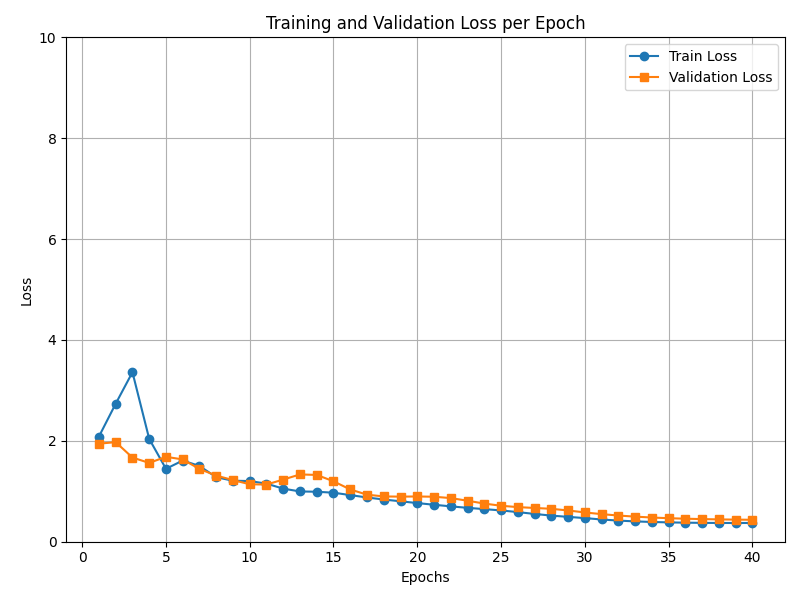 Training and Validation Loss per Epoch
Train Loss
Validation Loss
10
8
6
4
2
0
Loss
0 5 10 15 20 25 30 35 40
Epochs